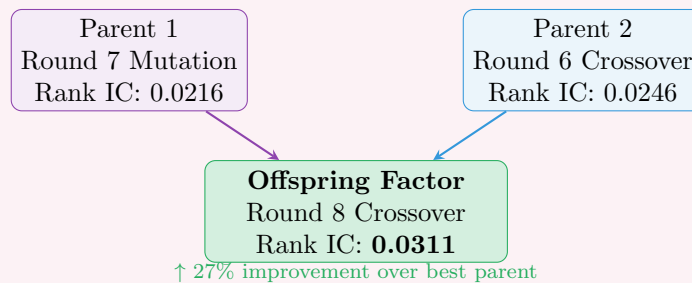 Parent 1
Round 7 Mutation
Rank IC: 0.0216
Parent 2
Round 6 Crossover
Rank IC: 0.0246
Offspring Factor
Round 8 Crossover
Rank IC: 0.0311
↑ 27% improvement over best parent